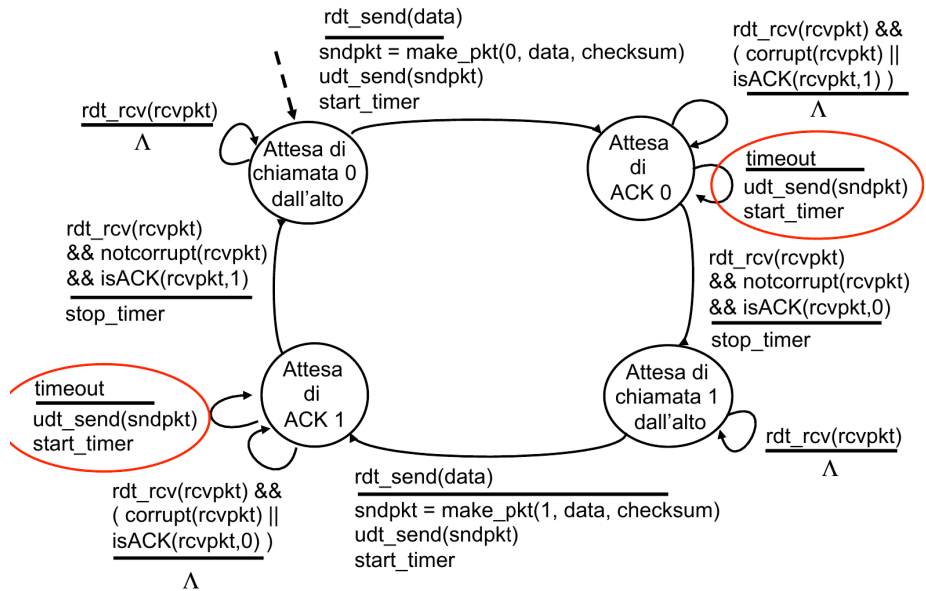 rdt_send(data)
sndpkt = make_pkt(0, data, checksum)
udt_send(sndpkt)
start_timer
rdt_rcv(rcvpkt) &&
( corrupt(rcvpkt) ||
isACK(rcvpkt,1) )
Λ
rdt_rcv(rcvpkt)
Λ
Attesa di
chiamata 0
dall'alto
Attesa
di
ACK 0
timeout
udt_send(sndpkt)
start_timer
rdt_rcv(rcvpkt)
&& notcorrupt(rcvpkt)
&& isACK(rcvpkt,1)
stop_timer
rdt_rcv(rcvpkt)
&& notcorrupt(rcvpkt)
&& isACK(rcvpkt,0)
stop_timer
timeout
udt_send(sndpkt)
start_timer
Attesa
di
ACK 1
Attesa di
chiamata 1
dall'alto
rdt_rcv(rcvpkt)
Λ
rdt_rcv(rcvpkt) &&
( corrupt(rcvpkt) ||
isACK(rcvpkt,0) )
Λ
rdt_send(data)
sndpkt = make_pkt(1, data, checksum)
udt_send(sndpkt)
start_timer